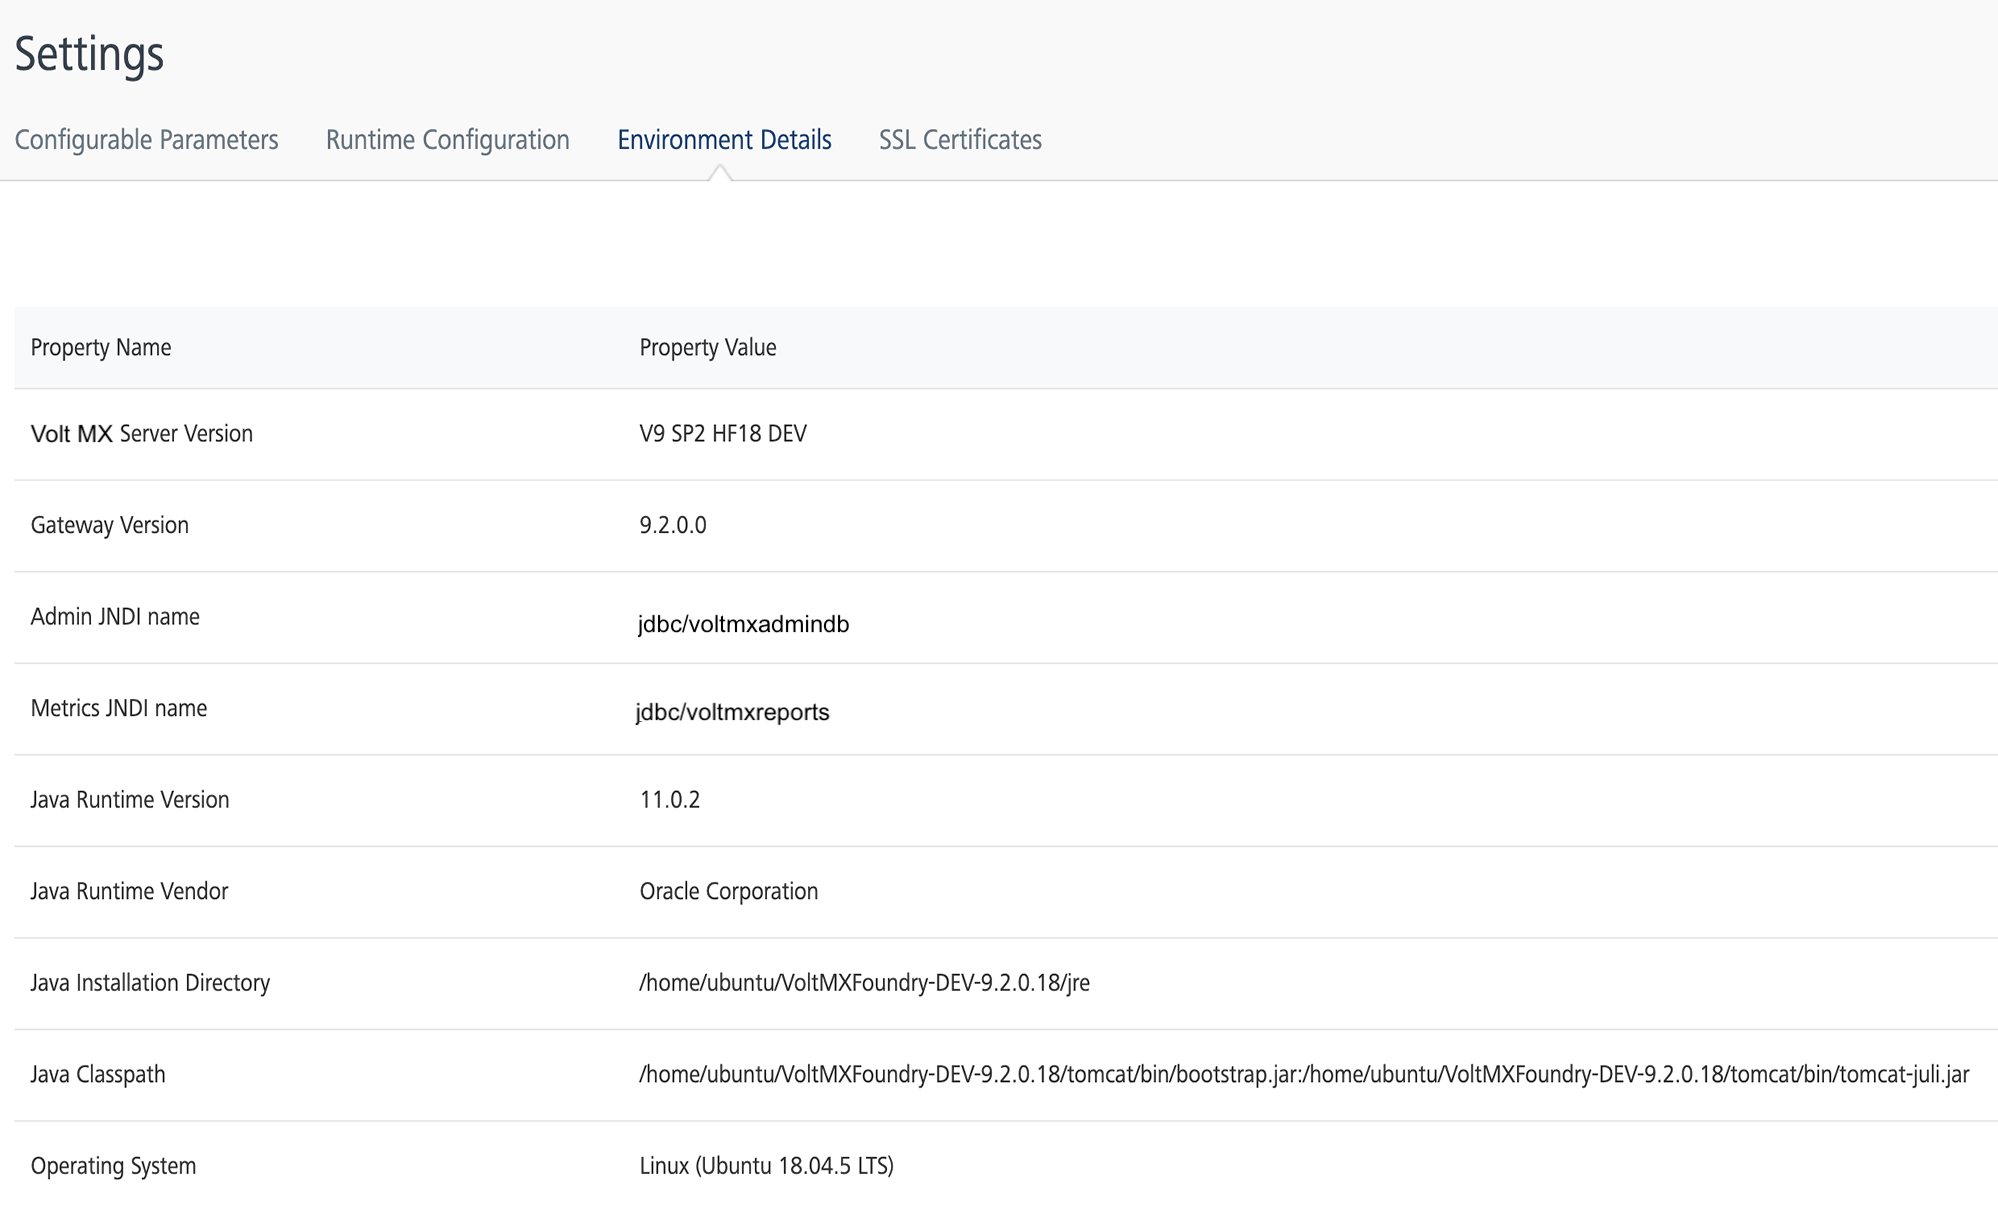 Settings
Configurable Parameters Runtime Configuration Environment Details SSL Certificates
Property Name Property Value
Volt MX Server Version V9 SP2 HF18 DEV
Gateway Version 9.2.0.0
Admin JNDI name jdbc/voltmxadmindb
Metrics JNDI name jdbc/voltmxreports
Java Runtime Version 11.0.2
Java Runtime Vendor Oracle Corporation
Java Installation Directory /home/ubuntu/VoltMXFoundry-DEV-9.2.0.18/jre
Java Classpath /home/ubuntu/VoltMXFoundry-DEV-9.2.0.18/tomcat/bin/bootstrap.jar:/home/ubuntu/VoltMXFoundry-DEV-9.2.0.18/tomcat/bin/tomcat-juli.jar
Operating System Linux (Ubuntu 18.04.5 LTS)